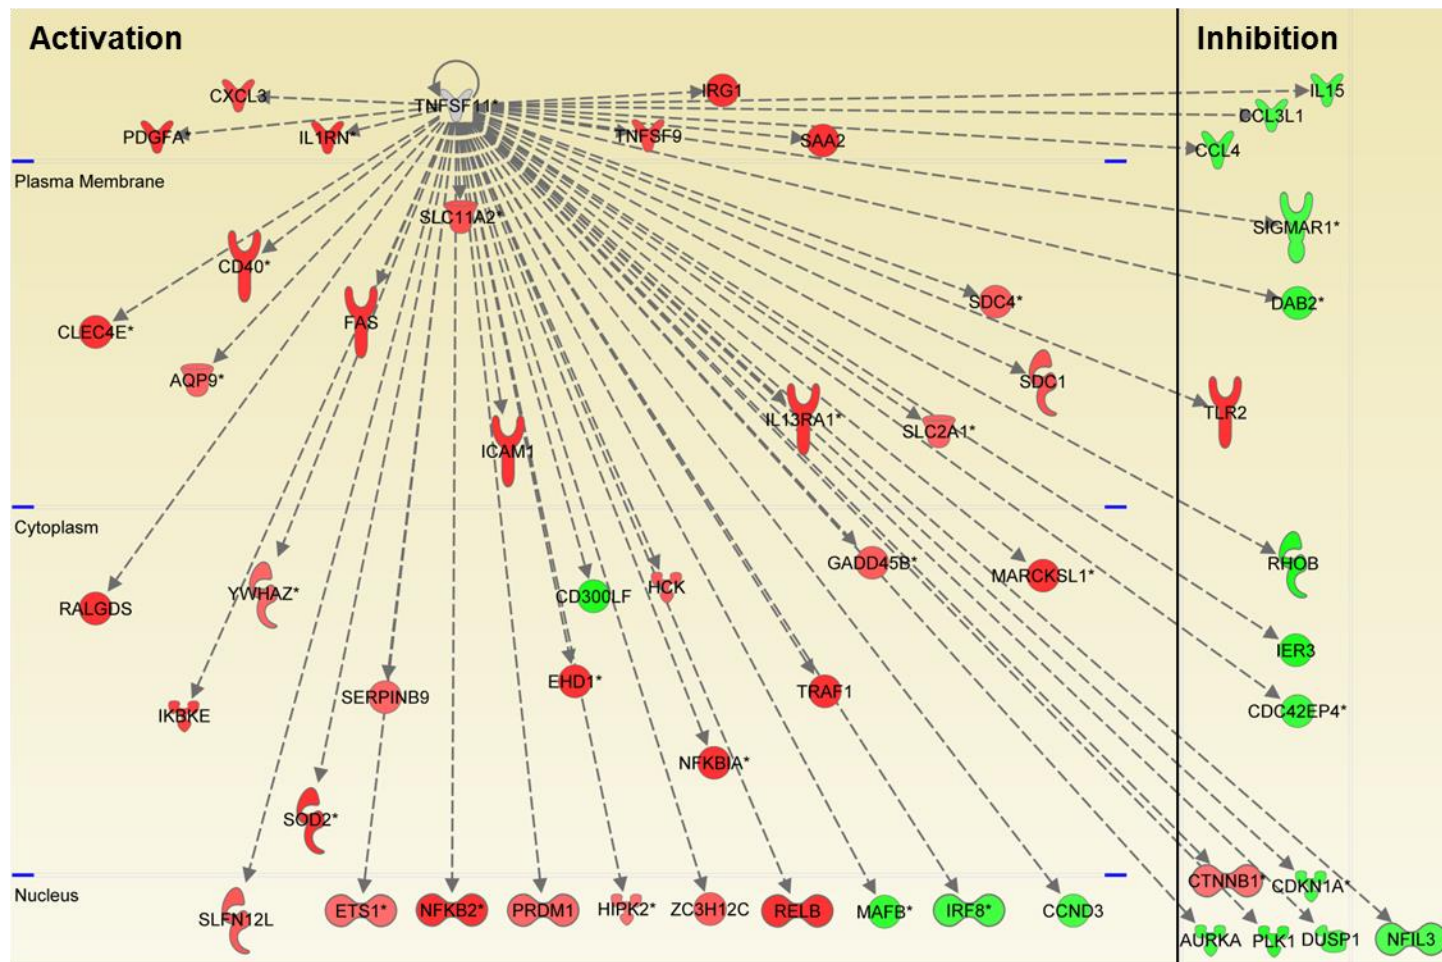 Activation
Inhibition
CXCL3
TNFSF11*
IRG1
IL15
CCL3L1
PDGFA*
IL1RN*
TNFSF9
SAA2
CCL4
Plasma Membrane
SLC11A2*
SIGMAR1*
CD40*
SDC4*
DAB2*
CLEC4E*
FAS
AQP9*
SDC1
TLR2
IL13RA1*
SLC2A1*
ICAM1
Cytoplasm
GADD45B*
RHOB
MARCKSL1*
YWHAZ*
CD300LF
HCK
RALGDS
IER3
EHD1*
TRAF1
SERPINB9
CDC42EP4*
IKBKE
NFKBIA*
SOD2*
Nucleus
CTNNB1*
CDKN1A*
SLFN12L
ETS1*
NFKB2*
PRDM1
HIPK2*
ZC3H12C
RELB
MAFB*
IRF8*
CCND3
AURKA
PLK1
DUSP1
NFIL3